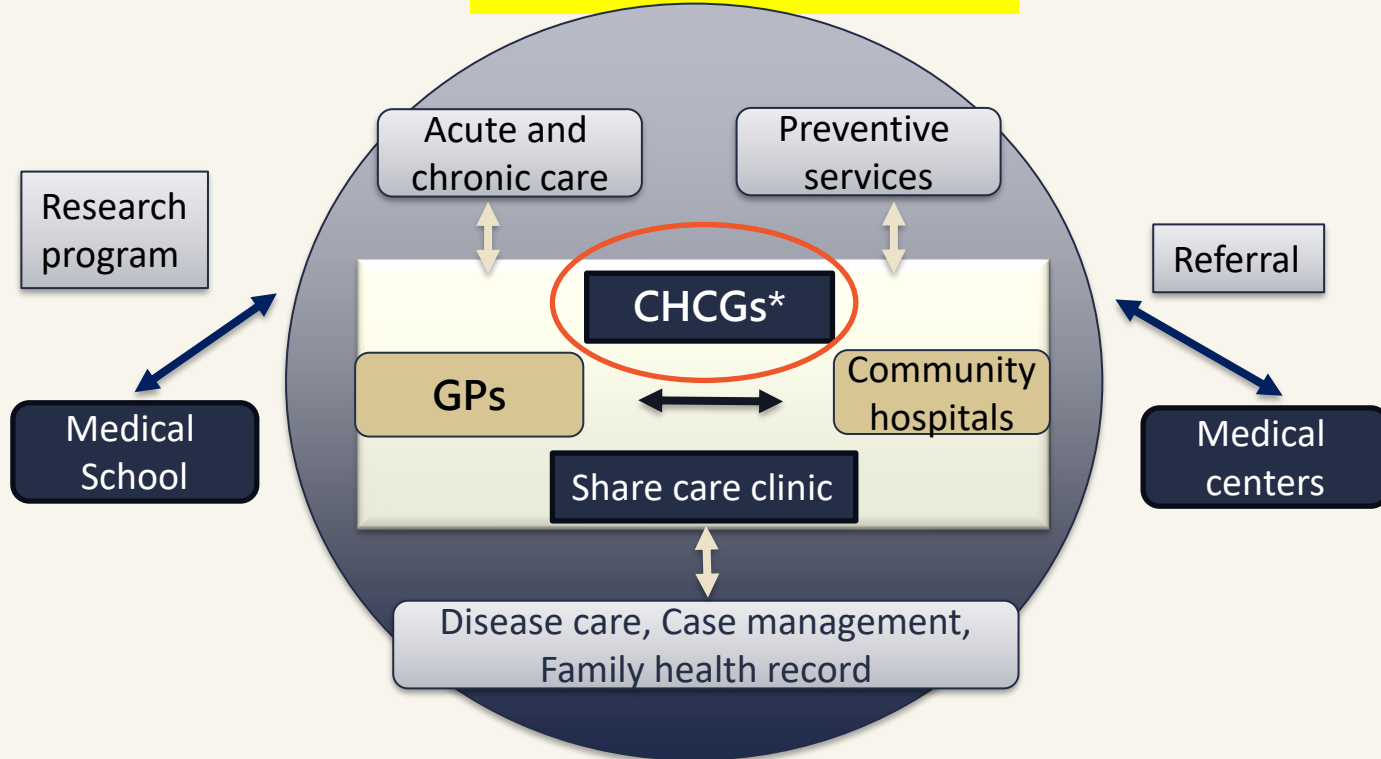 Acute and
chronic care
Preventive
services
Research
program
Referral
CHCGs*
GPs
Community
hospitals
Medical
School
Share care clinic
Medical
centers
Disease care, Case management,
Family health record